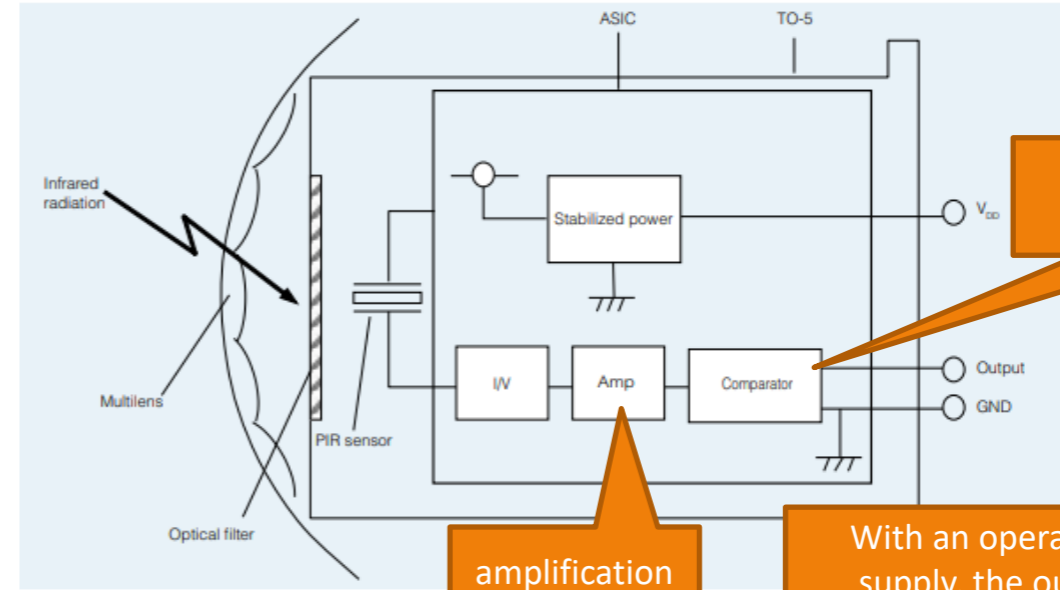 ASIC
TO-5
Infrared
radiation
Stabilized power
VDD
I/V
Amp
Comparator
Output
GND
Multilens
PIR sensor
Optical filter
amplification
With an opera
supply, the ou